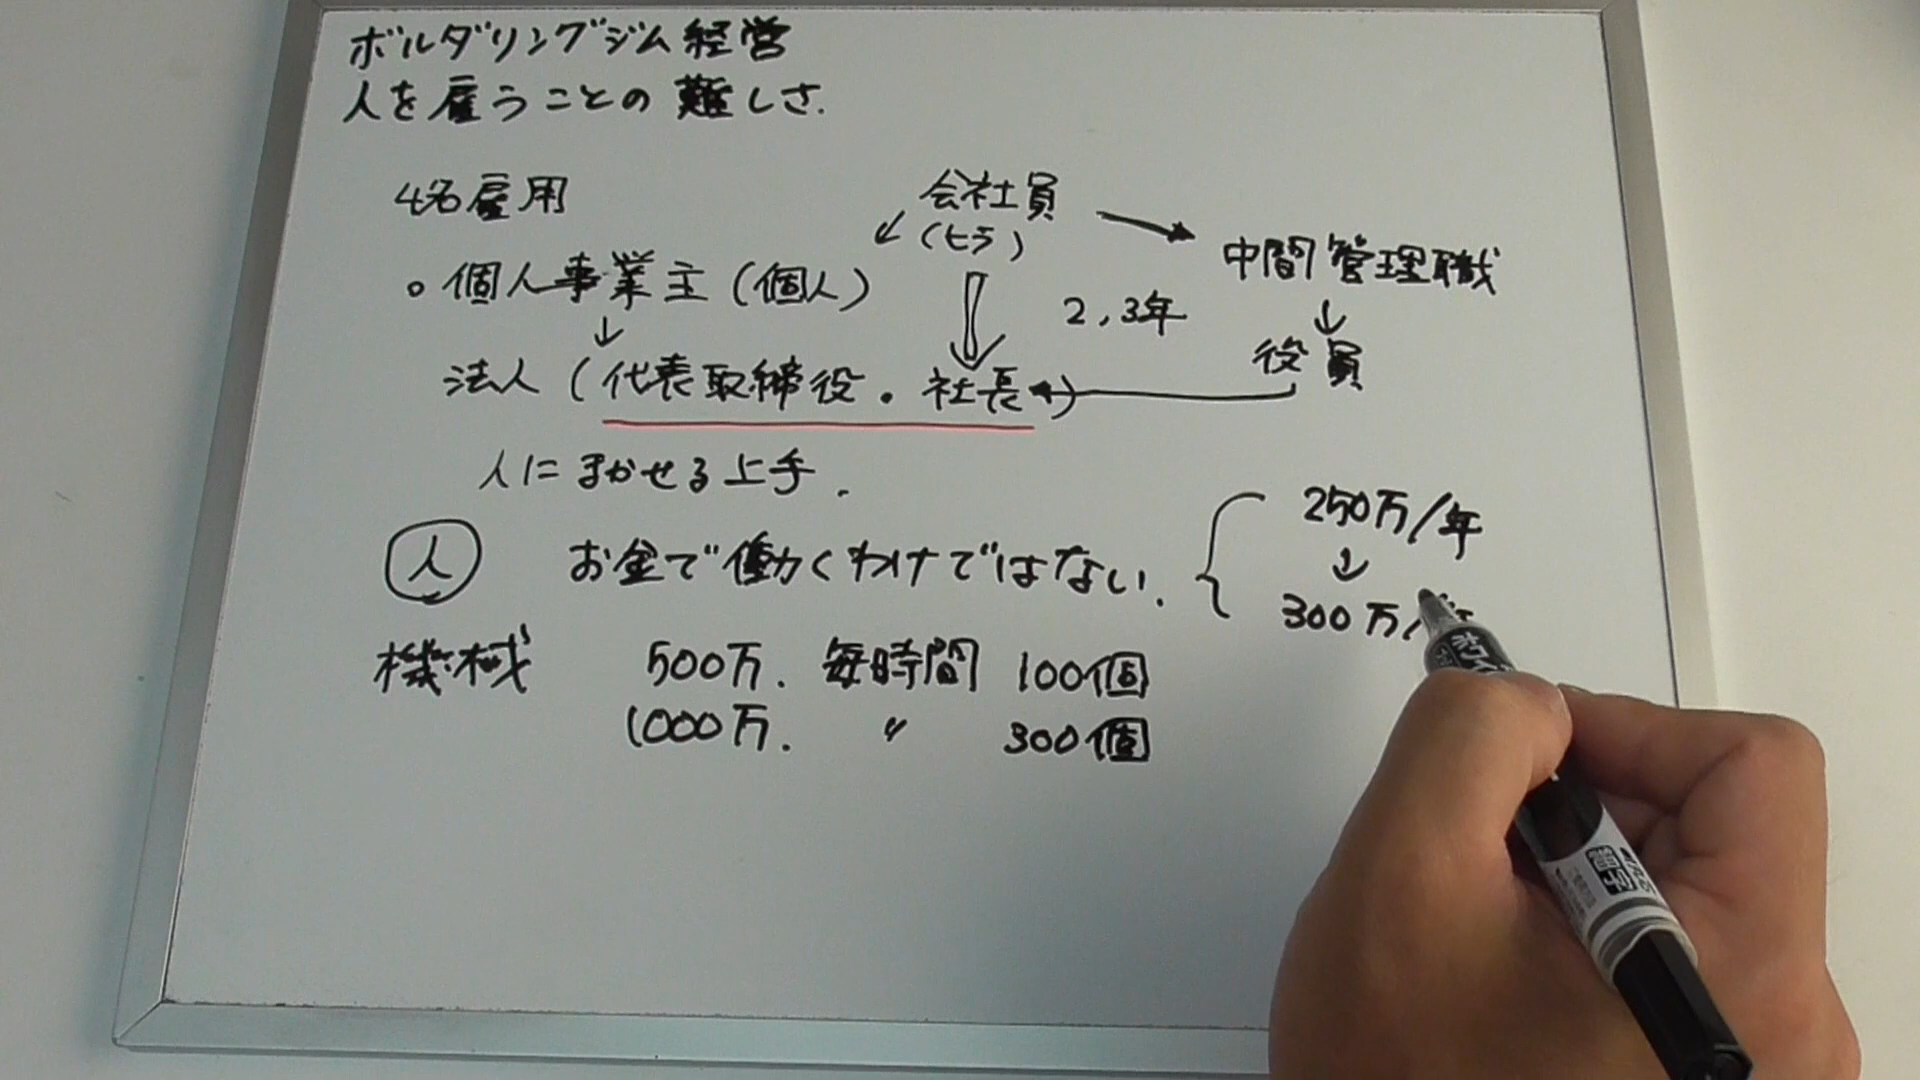 ボルダリングジム経営
人を雇うことの難しさ.
4名雇用
会社員
(ヒラ)
中間管理職
。個人事業主(個人)
2,3年
↓
役員
法人(代表取締役・社長)
人にまかせる上手.
250万/年
人 お金で働くわけではない.
↓
300万/
機械 500万. 毎時間 100個
1000万. 〃 300個